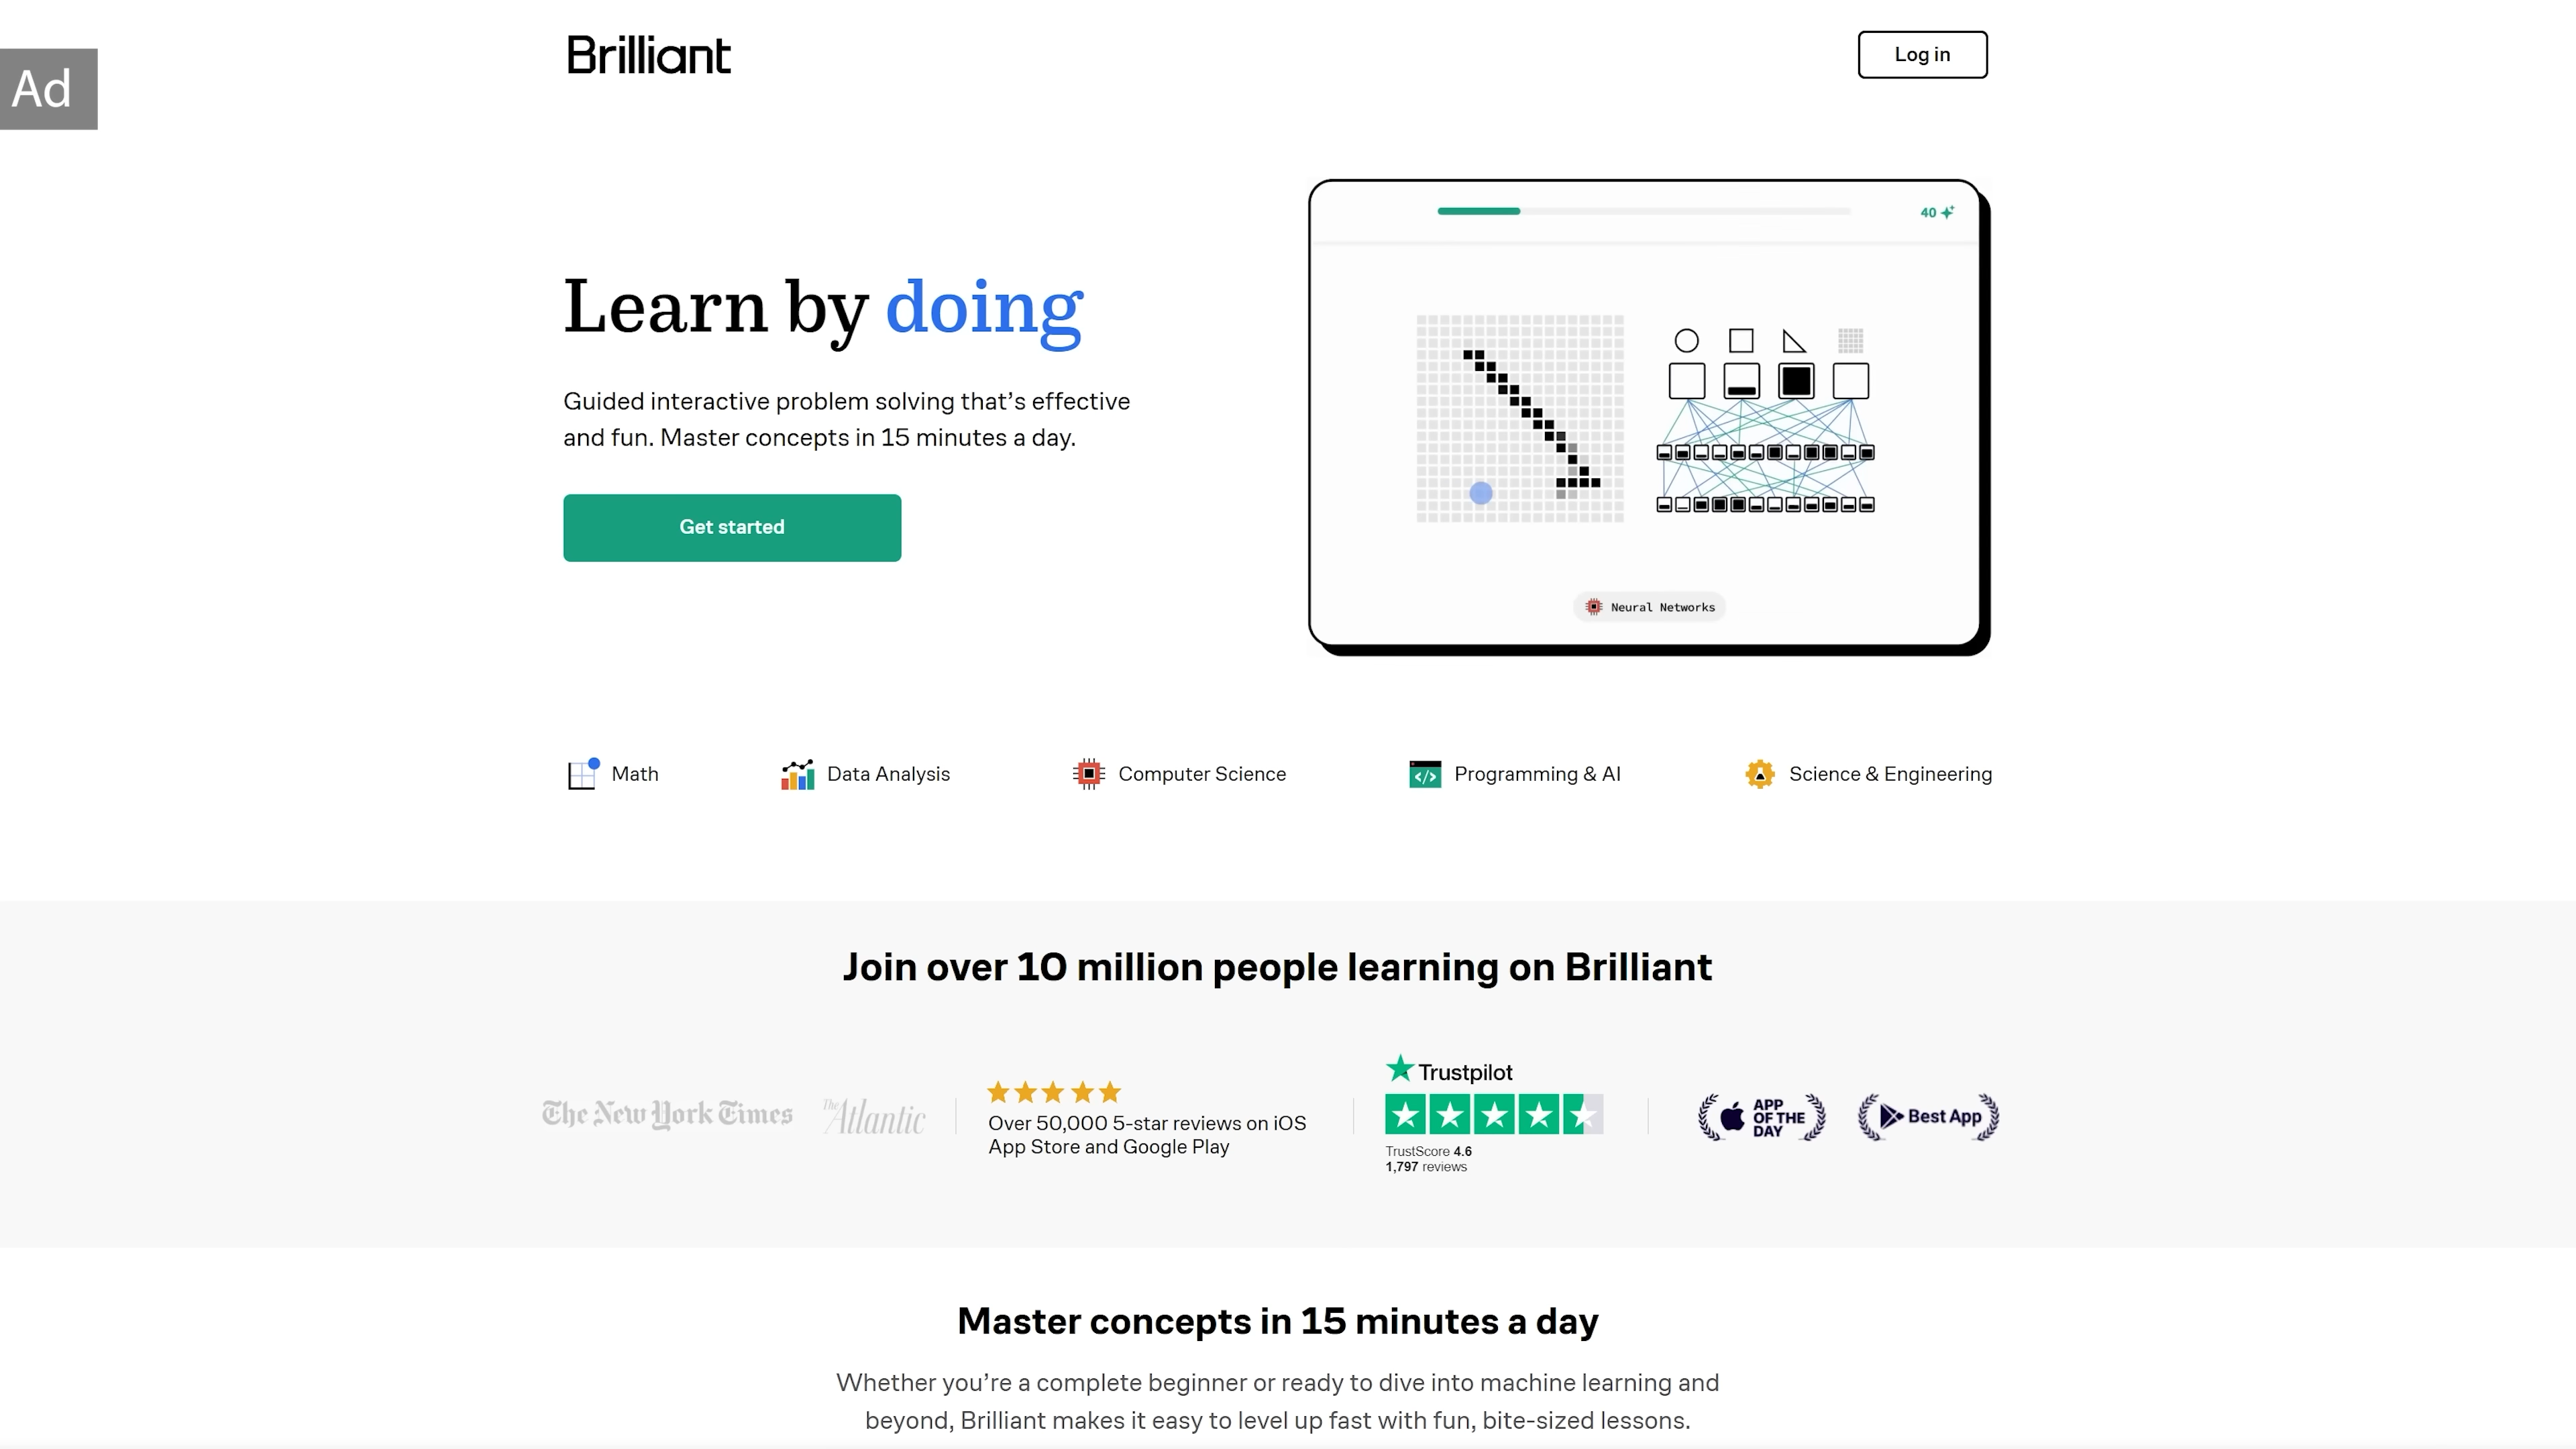 Ad
Brilliant
Log in
40
Learn by doing
Guided interactive problem solving that’s effective
and fun. Master concepts in 15 minutes a day.
Get started
Neural Networks
Math
Data Analysis
Computer Science
Programming & AI
Science & Engineering
Join over 10 million people learning on Brilliant
The New York Times
The Atlantic
Over 50,000 5-star reviews on iOS
App Store and Google Play
Trustpilot
TrustScore 4.6
1,797 reviews
APP
OF THE
DAY
Best App
Master concepts in 15 minutes a day
Whether you’re a complete beginner or ready to dive into machine learning and
beyond, Brilliant makes it easy to level up fast with fun, bite-sized lessons.